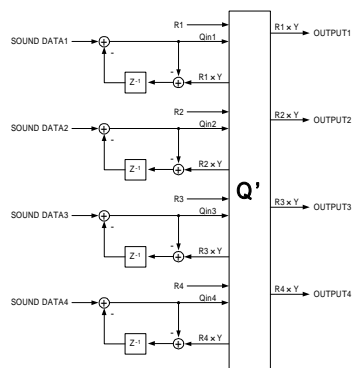 R1
R1 × Y
SOUND DATA1
Qin1
OUTPUT1
-
-
Z-1
R1 × Y
R2
R2 × Y
SOUND DATA2
Qin2
OUTPUT2
-
-
Z-1
R2 × Y
Q’
R3
R3 × Y
SOUND DATA3
Qin3
OUTPUT3
-
-
Z-1
R3 × Y
R4
R4 × Y
SOUND DATA4
Qin4
OUTPUT4
-
-
Z-1
R4 × Y